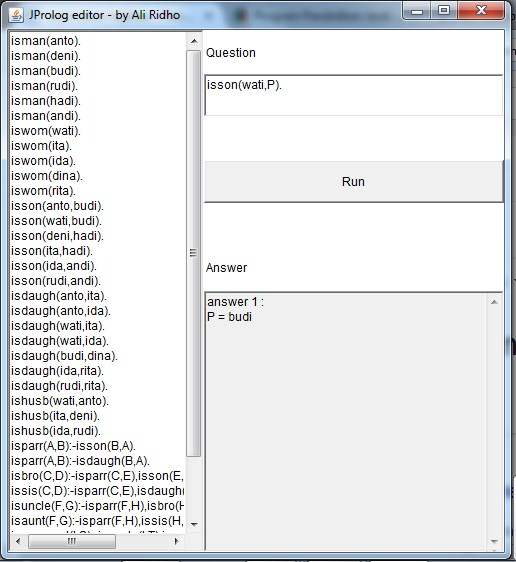 JProlog editor - by Ali Ridho
isman(anto).
isman(deni).
isman(budi).
isman(rudi).
isman(hadi).
isman(andi).
iswom(wati).
iswom(ita).
iswom(ida).
iswom(dina).
iswom(rita).
isson(anto,budi).
isson(wati,budi).
isson(deni,hadi).
isson(ita,hadi).
isson(ida,andi).
isson(rudi,andi).
isdaugh(anto,ita).
isdaugh(anto,ida).
isdaugh(wati,ita).
isdaugh(wati,ida).
isdaugh(budi,dina).
isdaugh(ida,rita).
isdaugh(rudi,rita).
ishusb(wati,anto).
ishusb(ita,deni).
ishusb(ida,rudi).
isparr(A,B):-isson(B,A).
isparr(A,B):-isdaugh(B,A).
isbro(C,D):-isparr(C,E),isson(E,
issis(C,D):-isparr(C,E),isdaugh(
isuncle(F,G):-isparr(F,H),isbro(H
isaunt(F,G):-isparr(F,H),issis(H,
Question
isson(wati,P).
Run
Answer
answer 1 :
P = budi